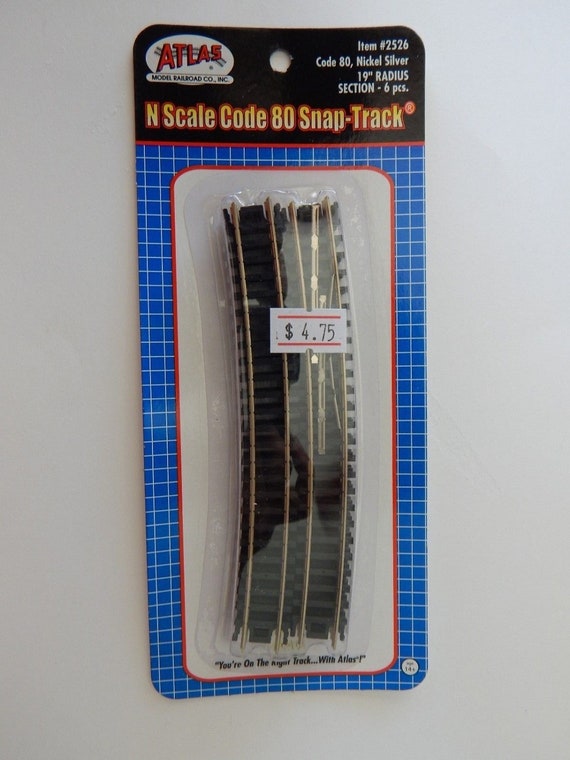 ATLAS
MODEL RAILROAD CO., INC.
Item #2526
Code 80, Nickel Silver
19" RADIUS
SECTION - 6 pcs.
N Scale Code 80 Snap-Track®
$ 4.75
"You're On The Right Track...With Atlas®!"
14+